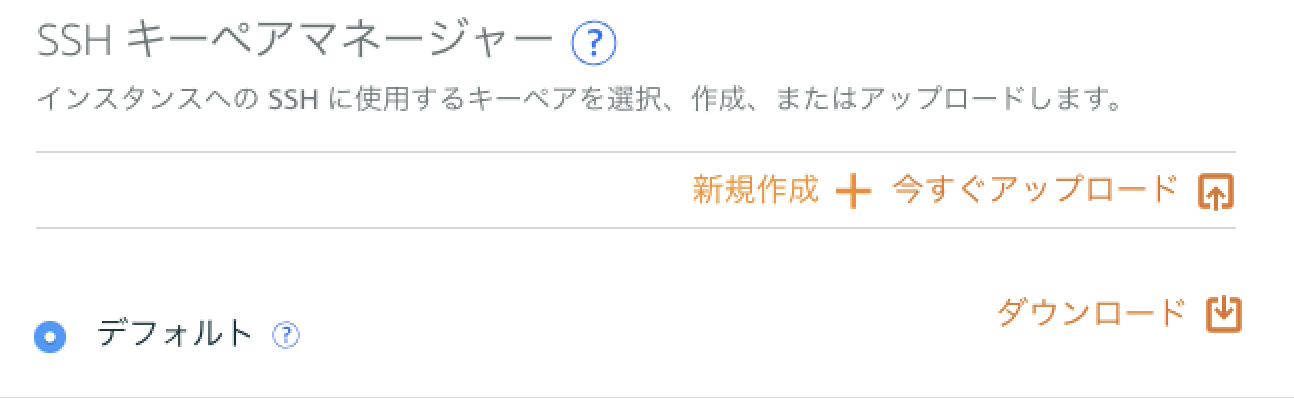 SSH キーペアマネージャー ?
インスタンスへの SSH に使用するキーペアを選択、作成、またはアップロードします。
新規作成 + 今すぐアップロード
デフォルト ? ダウンロード